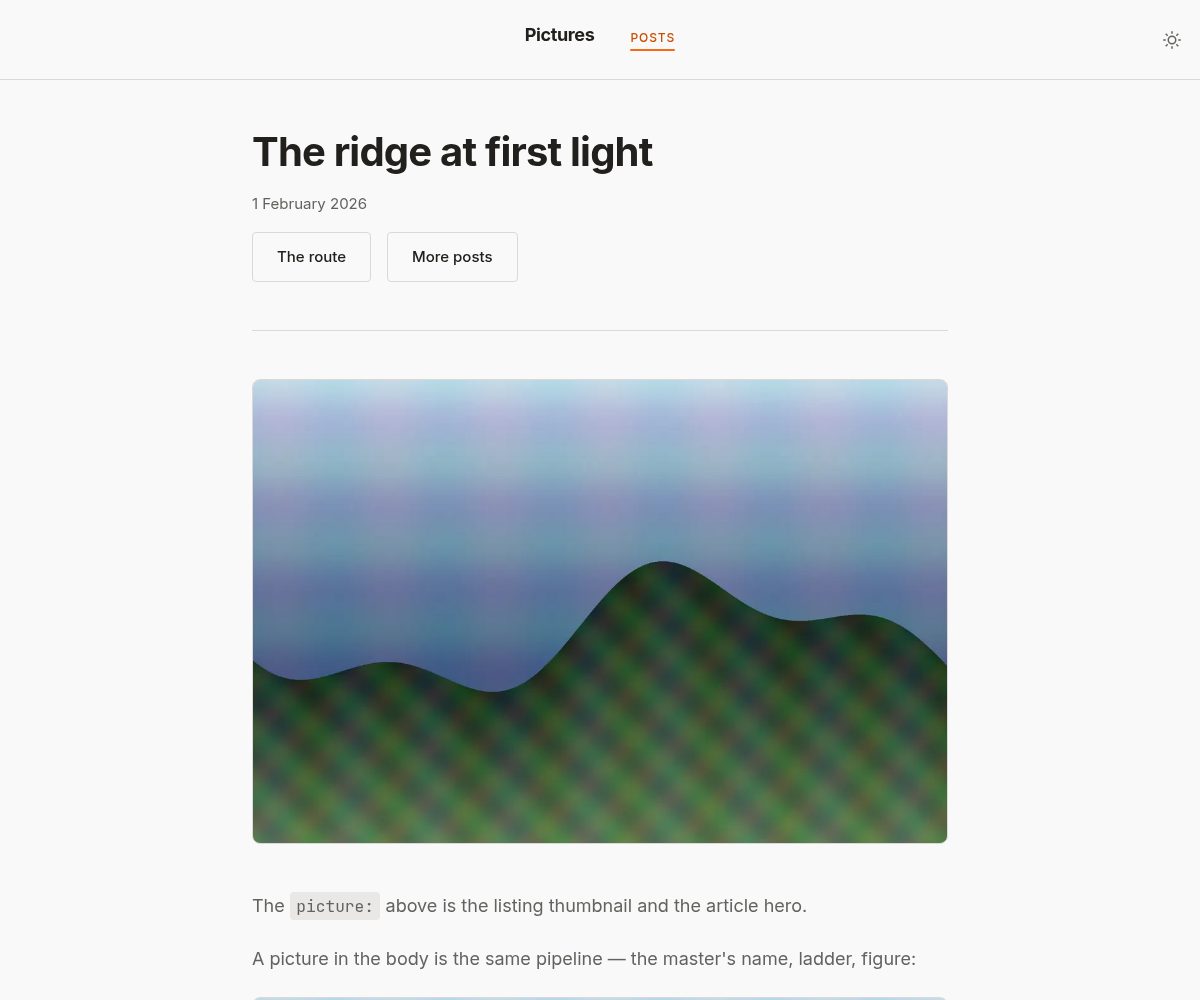 Pictures
POSTS
The ridge at first light
1 February 2026
The route
More posts
The picture: above is the listing thumbnail and the article hero.
A picture in the body is the same pipeline — the master's name, ladder, figure: